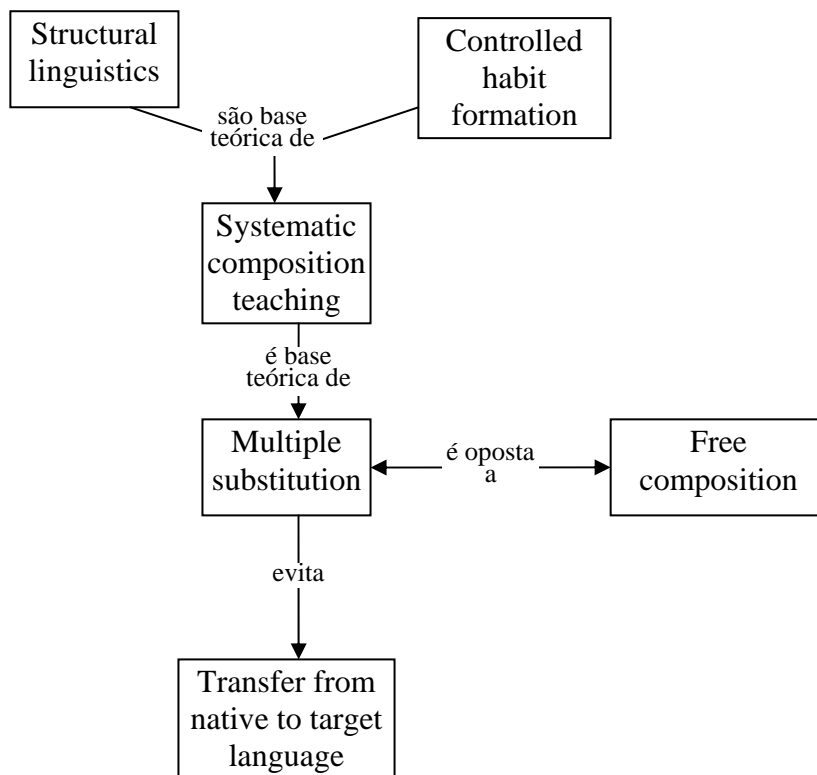 Structural
linguistics
Controlled
habit
formation
são base
teórica de
Systematic
composition
teaching
é base
teórica de
Multiple
substitution
é oposta
a
Free
composition
evita
Transfer from
native to target
language